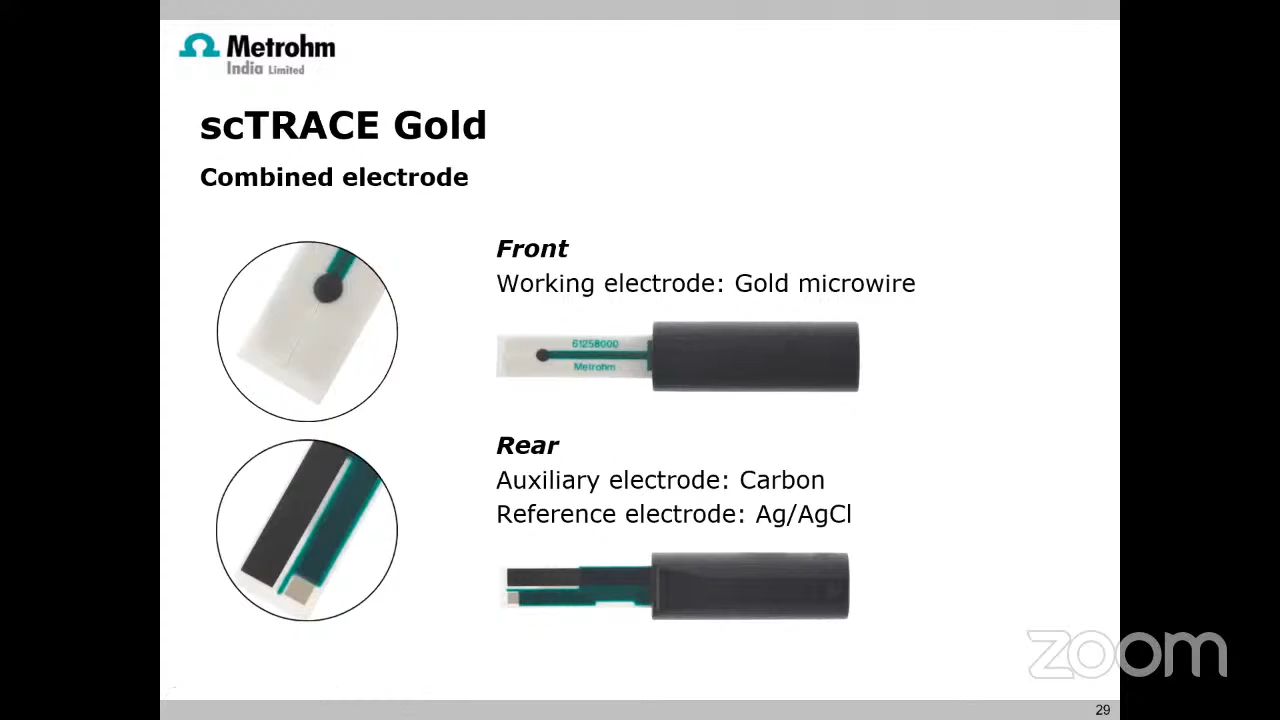 Metrohm
India Limited
scTRACE Gold
Combined electrode
Front
Working electrode: Gold microwire
61258000
Metrohm
Rear
Auxiliary electrode: Carbon
Reference electrode: Ag/AgCl
zoom
29